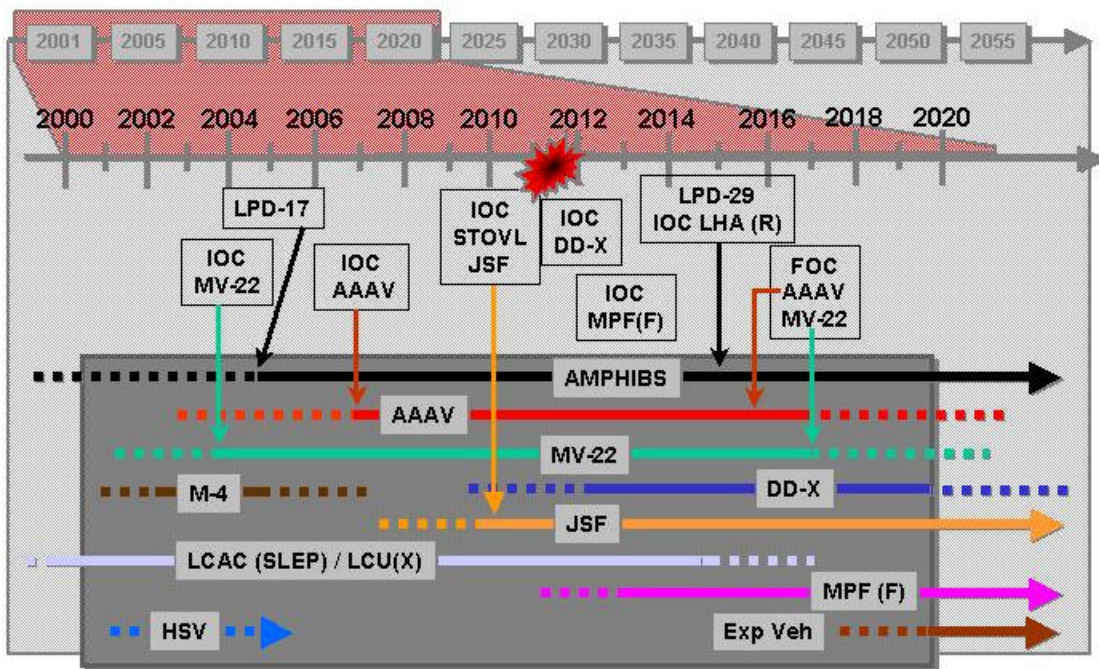 2001 2005 2010 2015 2020 2025 2030 2035 2040 2045 2050 2055
2000 2002 2004 2006 2008 2010 2012 2014 2016 2018 2020
LPD-17
IOC
MV-22
IOC
AAAV
IOC
STOVL
JSF
IOC
DD-X
IOC
MPF(F)
LPD-29
IOC LHA (R)
FOC
AAAV
MV-22
AMPHIBS
AAAV
MV-22
M-4
DD-X
JSF
LCAC (SLEP) / LCU(X)
MPF (F)
HSV
Exp Veh